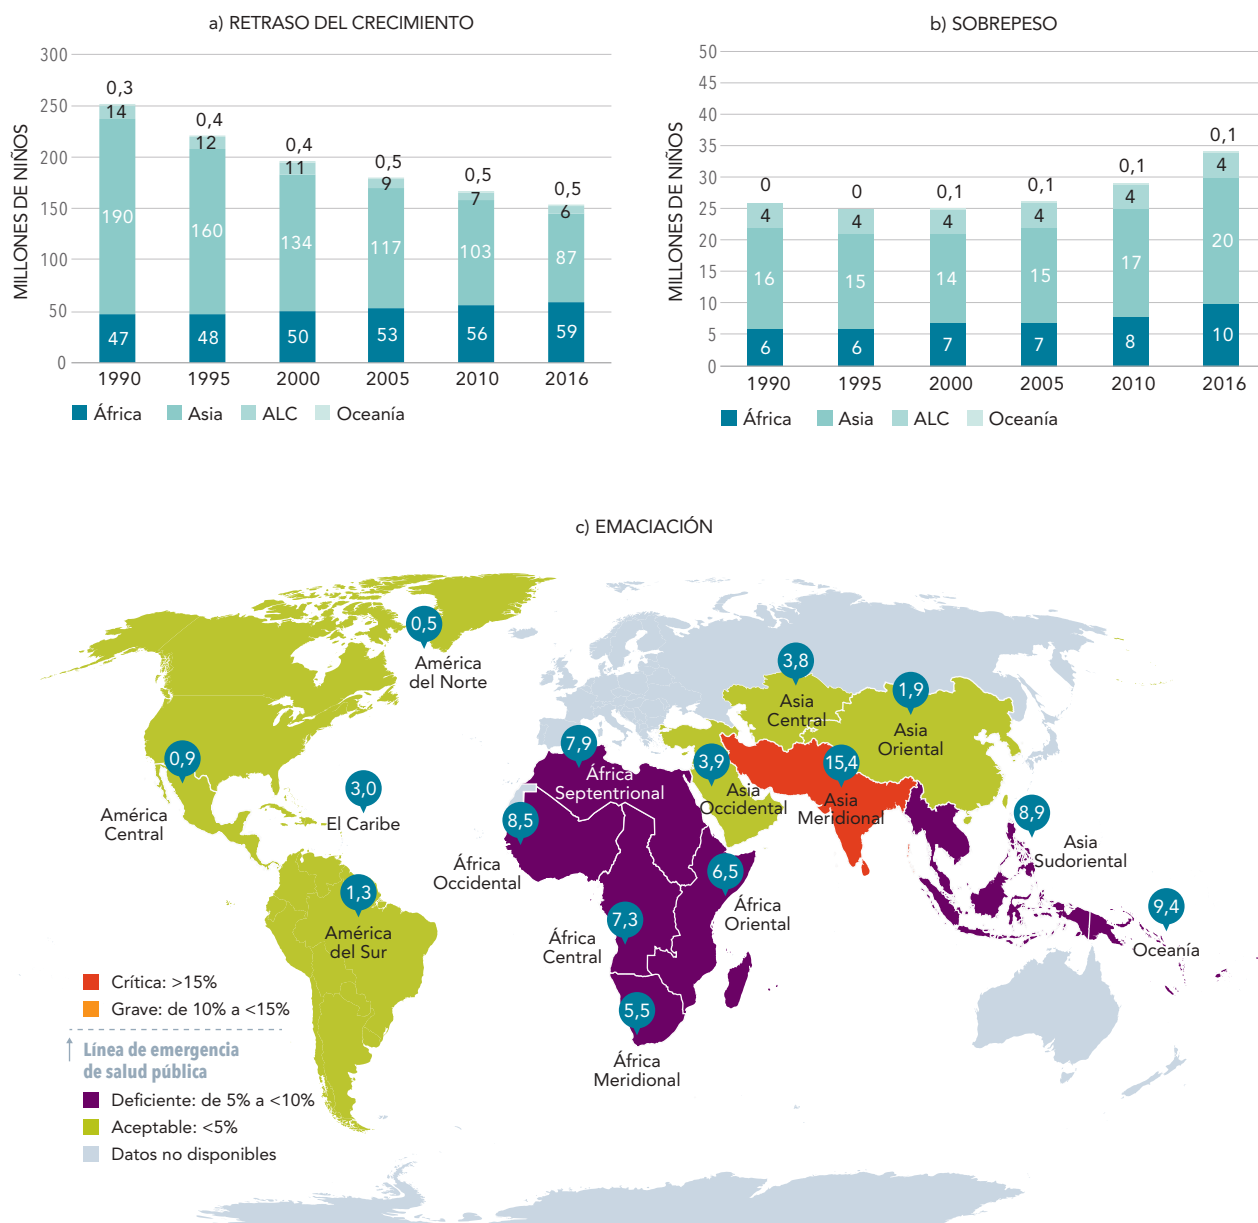 a) RETRASO DEL CRECIMIENTO
MILLONES DE NIÑOS
300
250
200
150
100
50
0
0,3
14
190
47
0,4
12
160
48
0,4
11
134
50
0,5
9
117
53
0,5
7
103
56
0,5
6
87
59
1990 1995 2000 2005 2010 2016
África Asia ALC Oceanía
b) SOBREPESO
MILLONES DE NIÑOS
50
45
40
35
30
25
20
15
10
5
0
0
4
16
6
0
4
15
6
0,1
4
14
7
0,1
4
15
7
0,1
4
17
8
0,1
4
20
10
1990 1995 2000 2005 2010 2016
África Asia ALC Oceanía
c) EMACIACIÓN
0,5
América
del Norte
0,9
América
Central
3,0
El Caribe
1,3
América
del Sur
7,9
África
Septentrional
8,5
África
Occidental
6,5
África
Oriental
7,3
África
Central
5,5
África
Meridional
3,8
Asia
Central
1,9
Asia
Oriental
3,9
Asia
Occidental
15,4
Asia
Meridional
8,9
Asia
Sudoriental
9,4
Oceanía
Crítica: >15%
Grave: de 10% a <15%
Línea de emergencia
de salud pública
Deficiente: de 5% a <10%
Aceptable: <5%
Datos no disponibles